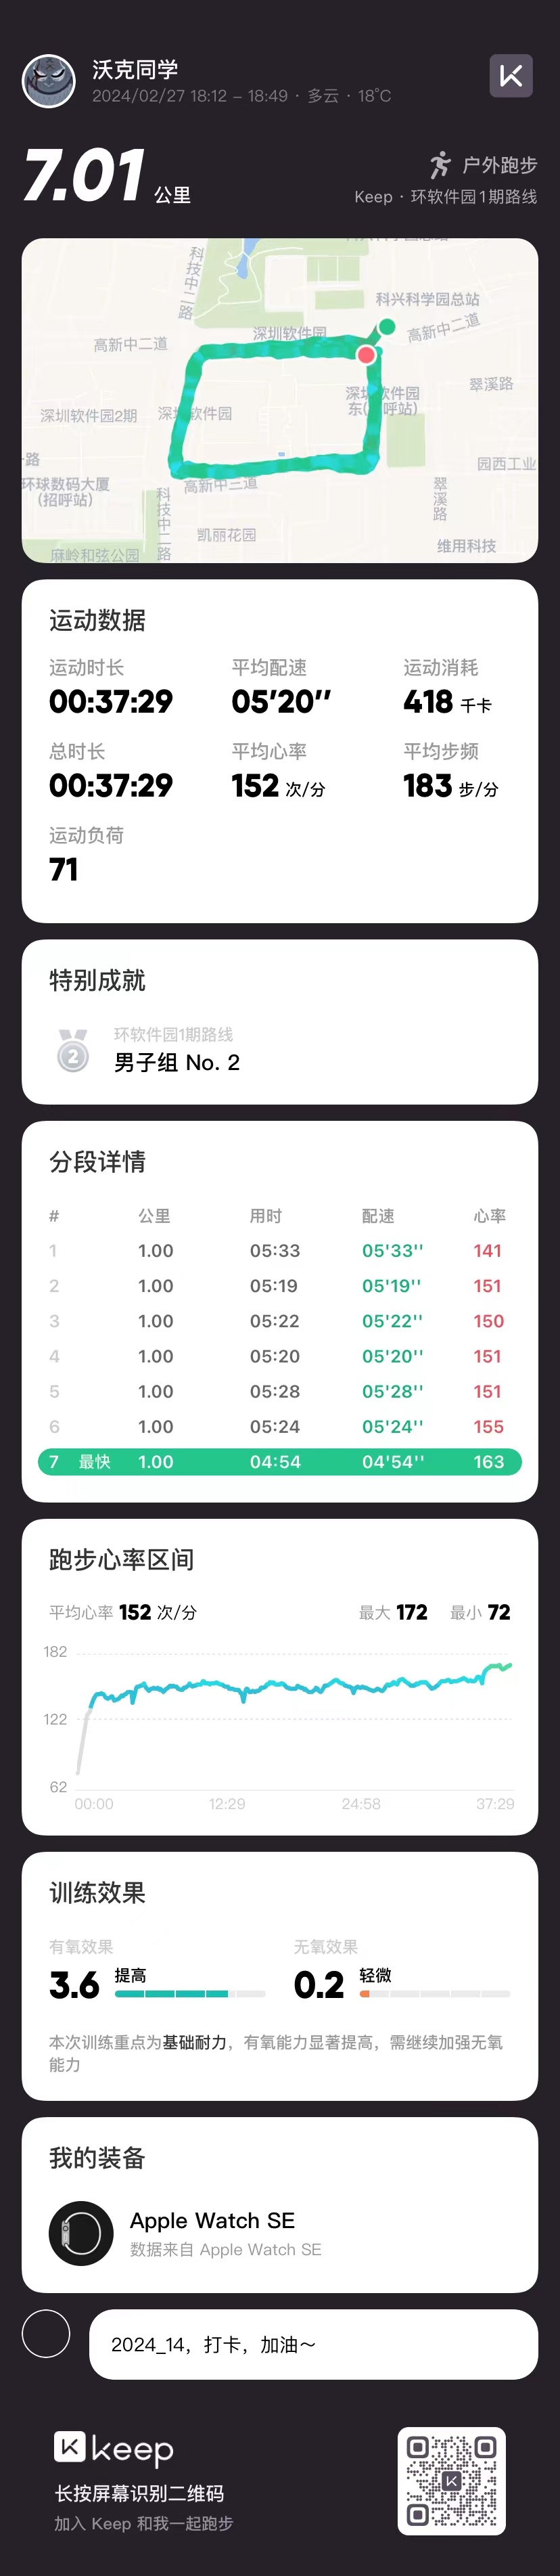 沃克同学
2024/02/27 18:12 – 18:49 · 多云 · 18°C
7.01 公里
户外跑步
Keep · 环软件园1期路线
科技中二路
科兴科学园总站
深圳软件园
高新中二道
高新中二道
深圳软件园
东(招呼站)
翠溪路
深圳软件园2期
深圳软件园
环球数码大厦
(招呼站)
高新中三道
园西工业
科技中二路
翠溪路
凯丽花园
维用科技
麻岭和弦公园
运动数据
运动时长 平均配速 运动消耗
00:37:29 05'20'' 418 千卡
总时长 平均心率 平均步频
00:37:29 152 次/分 183 步/分
运动负荷
71
特别成就
2
环软件园1期路线
男子组 No. 2
分段详情
# 公里 用时 配速 心率
1 1.00 05:33 05'33'' 141
2 1.00 05:19 05'19'' 151
3 1.00 05:22 05'22'' 150
4 1.00 05:20 05'20'' 151
5 1.00 05:28 05'28'' 151
6 1.00 05:24 05'24'' 155
7 最快 1.00 04:54 04'54'' 163
跑步心率区间
平均心率 152 次/分 最大 172 最小 72
182
122
62
00:00 12:29 24:58 37:29
训练效果
有氧效果 无氧效果
3.6 提高 0.2 轻微
本次训练重点为基础耐力，有氧能力显著提高，需继续加强无氧
能力
我的装备
Apple Watch SE
数据来自 Apple Watch SE
2024_14，打卡，加油～
keep
长按屏幕识别二维码
加入 Keep 和我一起跑步